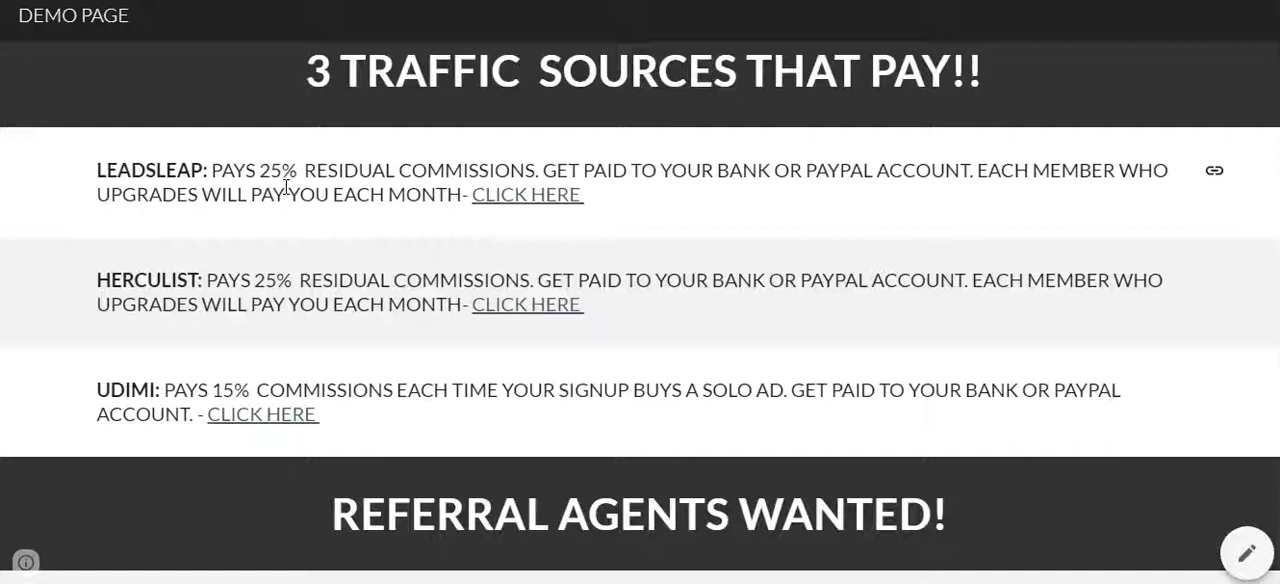 DEMO PAGE
3 TRAFFIC SOURCES THAT PAY!!
LEADSLEAP: PAYS 25% RESIDUAL COMMISSIONS. GET PAID TO YOUR BANK OR PAYPAL ACCOUNT. EACH MEMBER WHO
UPGRADES WILL PAY YOU EACH MONTH- CLICK HERE
HERCULIST: PAYS 25% RESIDUAL COMMISSIONS. GET PAID TO YOUR BANK OR PAYPAL ACCOUNT. EACH MEMBER WHO
UPGRADES WILL PAY YOU EACH MONTH- CLICK HERE
UDIMI: PAYS 15% COMMISSIONS EACH TIME YOUR SIGNUP BUYS A SOLO AD. GET PAID TO YOUR BANK OR PAYPAL
ACCOUNT. - CLICK HERE
REFERRAL AGENTS WANTED!